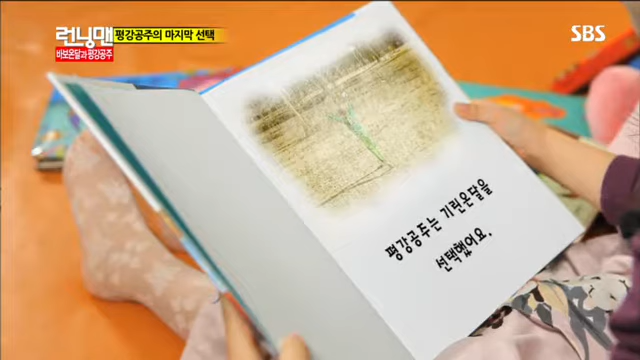 런닝맨
바보온달과 평강공주
평강공주의 마지막 선택
SBS
평강공주는 기린온달을
선택했어요.